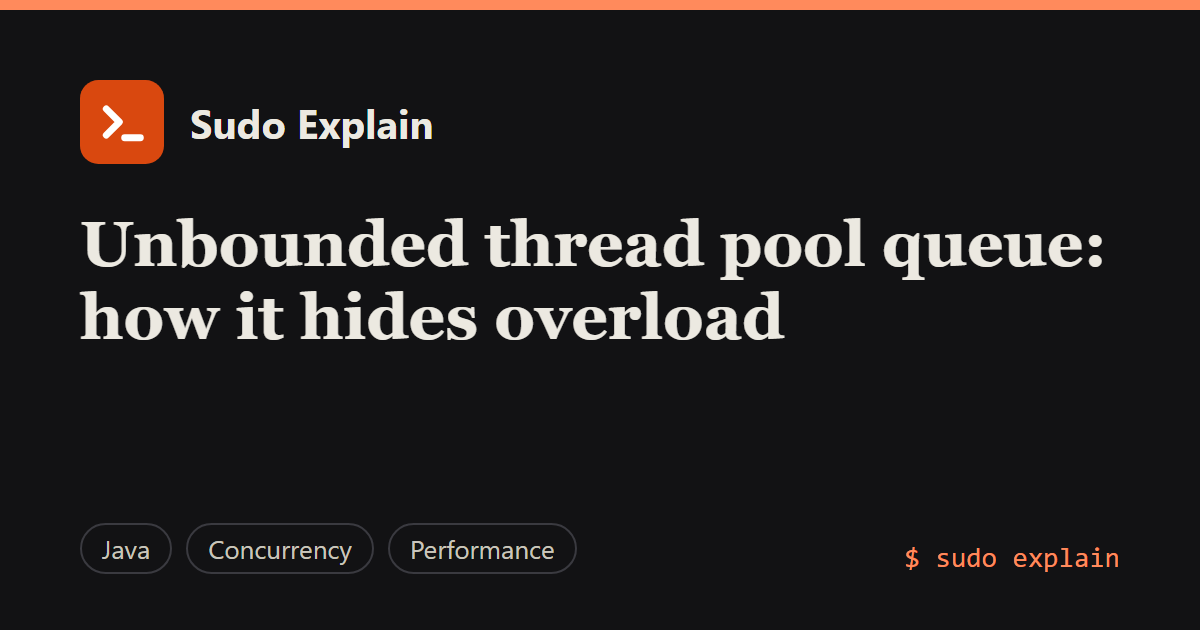 Sudo Explain
Unbounded thread pool queue:
how it hides overload
Java
Concurrency
Performance
$ sudo explain